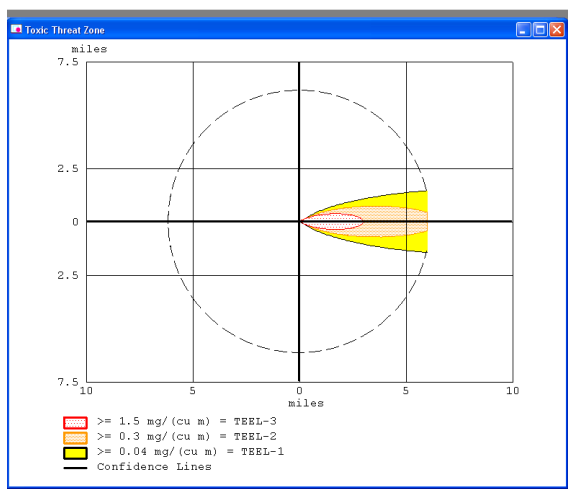 Toxic Threat Zone
miles
7.5
2.5
0
2.5
7.5
10 5 0 5 10
miles
>= 1.5 mg/(cu m) = TEEL-3
>= 0.3 mg/(cu m) = TEEL-2
>= 0.04 mg/(cu m) = TEEL-1
Confidence Lines